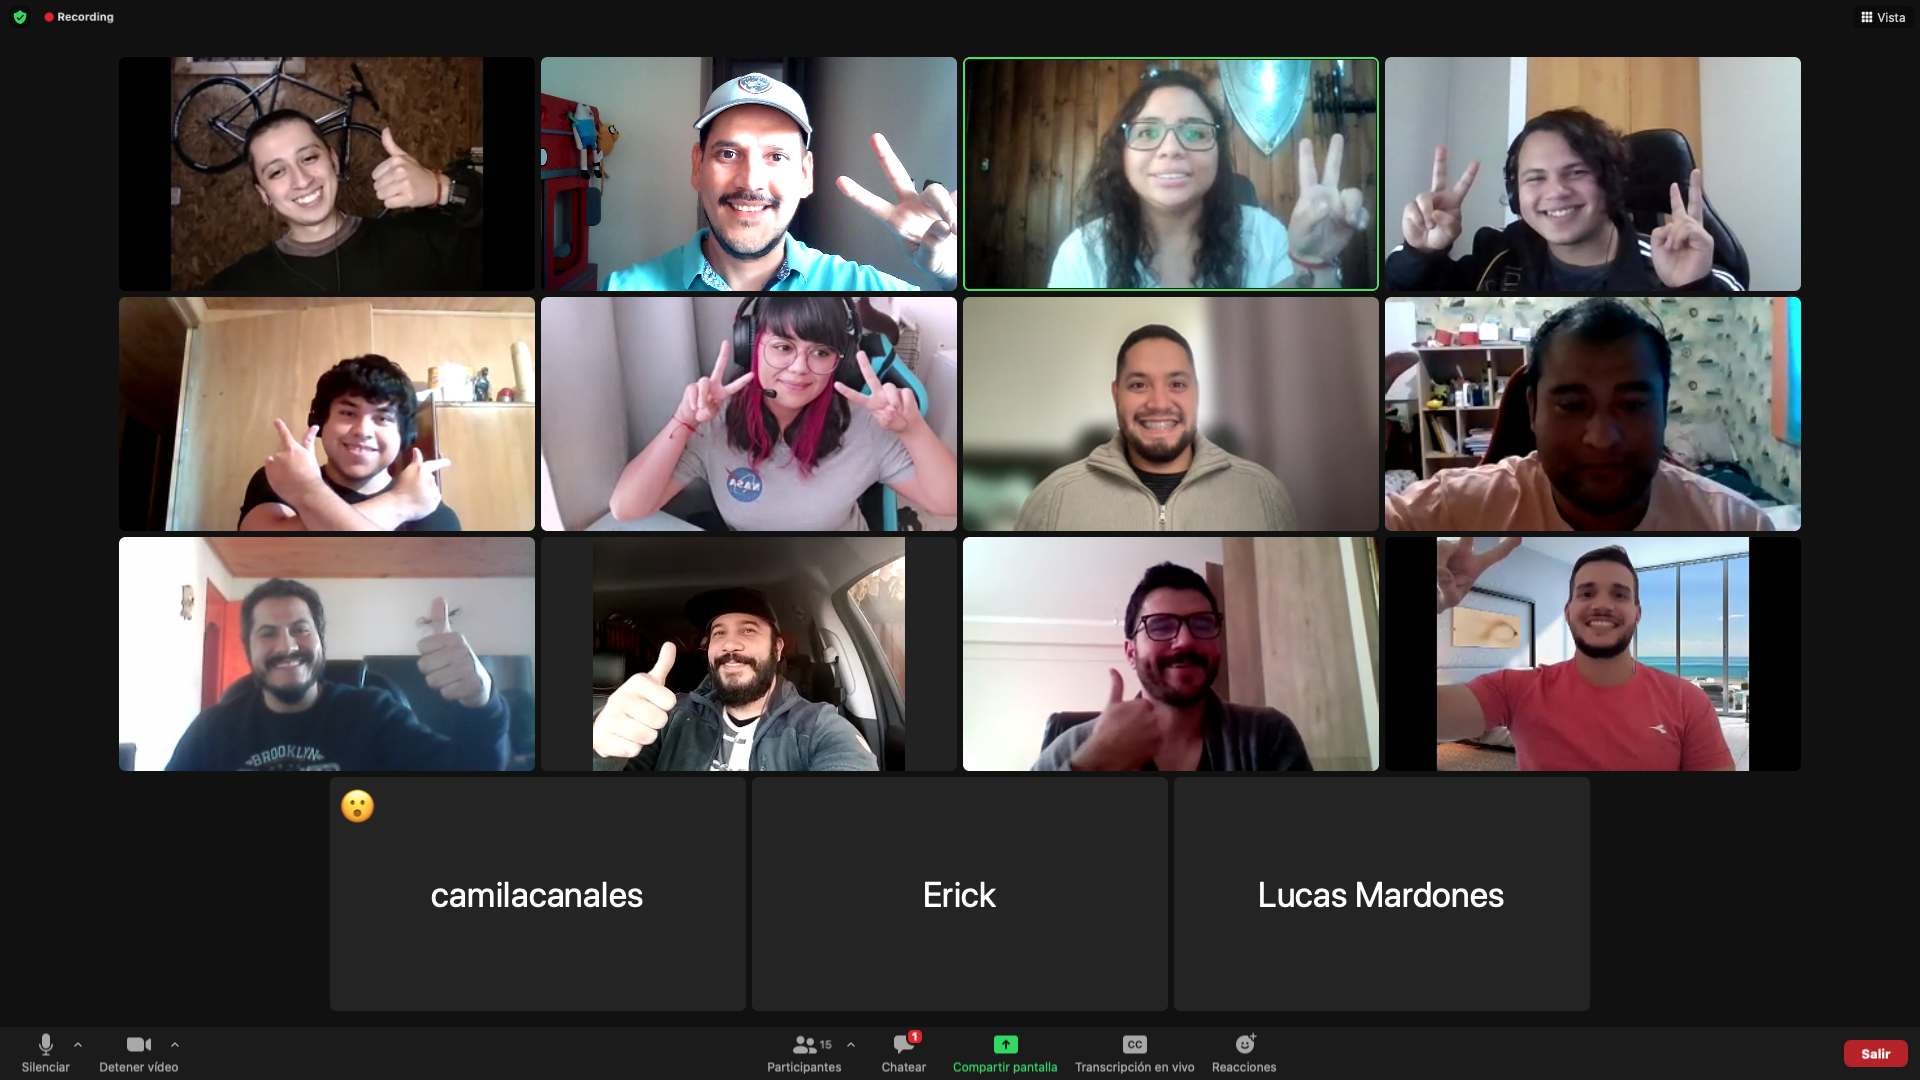 Recording
Vista
NASA
BROOKLYN
camilacanales
Erick
Lucas Mardones
Silenciar
Detener vídeo
15
Participantes
1
Chatear
Compartir pantalla
CC
Transcripción en vivo
Reacciones
Salir